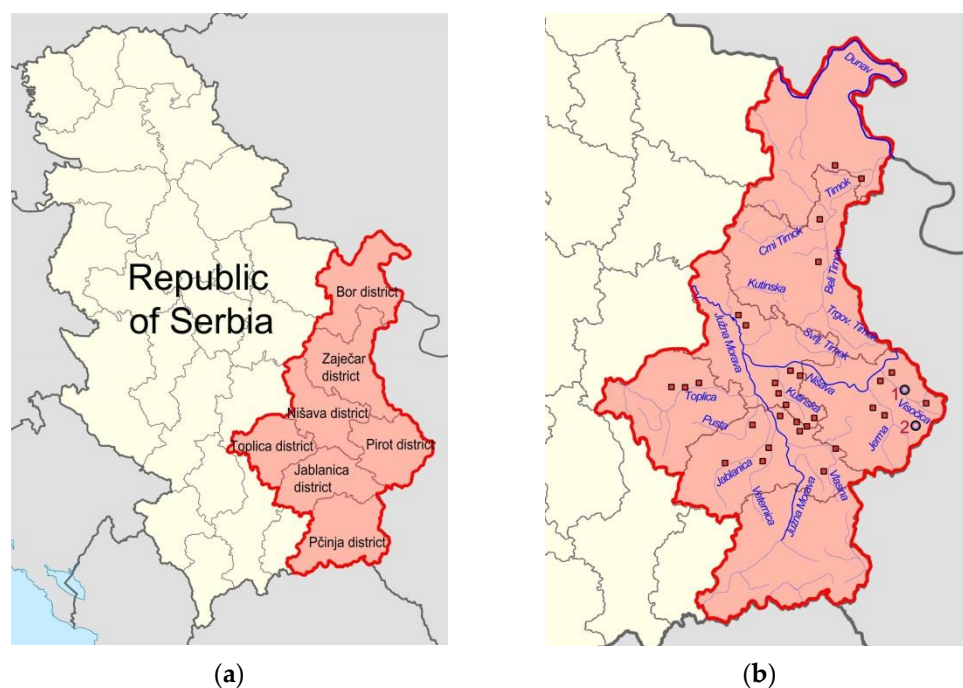 Republic
of Serbia
Bor district
Zaječar
district
Nišava district
Toplica district
Pirot district
Jablanica
district
Pčinja district
(a)
Dunav
Timok
Crni Timok
Beli Timok
Kutinska
Trgov. Timok
Svrlj. Timok
Južna Morava
Nišava
Toplica
Kutinska
1
Visočica
Pusta
2
Jerma
Jablanica
Veternica
Vlasina
Južna Morava
(b)